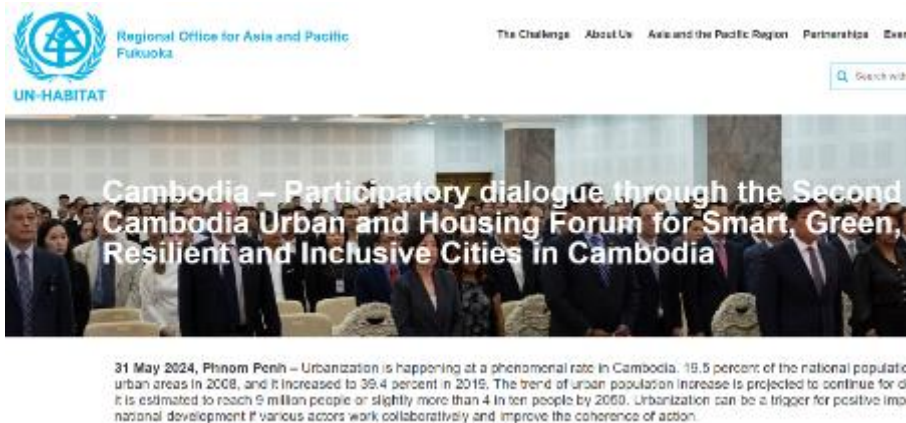 Regional Office for Asia and Pacific
Fukuoka
UN-HABITAT
The Challenge About Us Asia and the Pacific Region Partnerships Even
Search with
Cambodia – Participatory dialogue through the Second
Cambodia Urban and Housing Forum for Smart, Green,
Resilient and Inclusive Cities in Cambodia
31 May 2024, Phnom Penh – Urbanization is happening at a phenomenal rate in Cambodia. 19.5 percent of the national populatio
urban areas in 2008, and it increased to 39.4 percent in 2019. The trend of urban population increase is projected to continue for d
it is estimated to reach 9 million people or slightly more than 4 in ten people by 2050. Urbanization can be a trigger for positive imp
national development if various actors work collaboratively and improve the coherence of action.